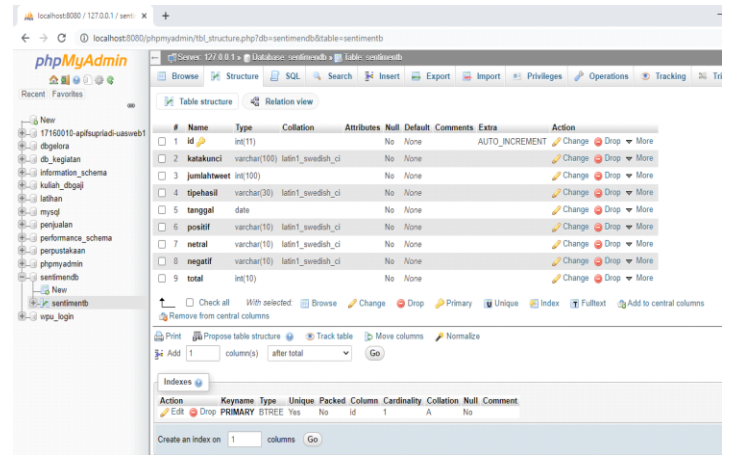 localhost:8080 / 127.0.0.1 / senti
localhost:8080/phpmyadmin/tbl_structure.php?db=sentimendb&table=sentimentb
phpMyAdmin
Server: 127.0.0.1 » Database: sentimendb » Table: sentimentb
Browse Structure SQL Search Insert Export Import Privileges Operations Tracking Tri
Recent Favorites
Table structure Relation view
New
17160010-apifsupriadi-uasweb1
dbgelora
db_kegiatan
information_schema
kuliah_dbgaji
latihan
mysql
penjualan
performance_schema
perpustakaan
phpmyadmin
sentimendb
New
sentimentb
wpu_login
# Name Type Collation Attributes Null Default Comments Extra Action
1 id int(11) No None AUTO_INCREMENT Change Drop More
2 katakunci varchar(100) latin1_swedish_ci No None Change Drop More
3 jumlahtweet int(100) No None Change Drop More
4 tipehasil varchar(30) latin1_swedish_ci No None Change Drop More
5 tanggal date No None Change Drop More
6 positif varchar(10) latin1_swedish_ci No None Change Drop More
7 netral varchar(10) latin1_swedish_ci No None Change Drop More
8 negatif varchar(10) latin1_swedish_ci No None Change Drop More
9 total int(10) No None Change Drop More
Check all With selected: Browse Change Drop Primary Unique Index Fulltext Add to central columns
Remove from central columns
Print Propose table structure Track table Move columns Normalize
Add 1 column(s) after total Go
Indexes
Action Keyname Type Unique Packed Column Cardinality Collation Null Comment
Edit Drop PRIMARY BTREE Yes No id 1 A No
Create an index on 1 columns Go